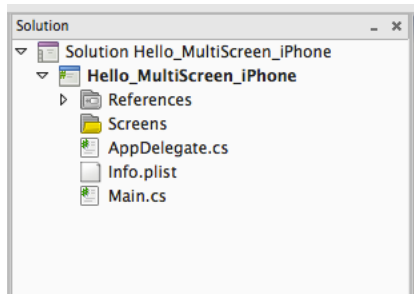 Solution
Solution Hello_MultiScreen_iPhone
Hello_MultiScreen_iPhone
References
Screens
AppDelegate.cs
Info.plist
Main.cs